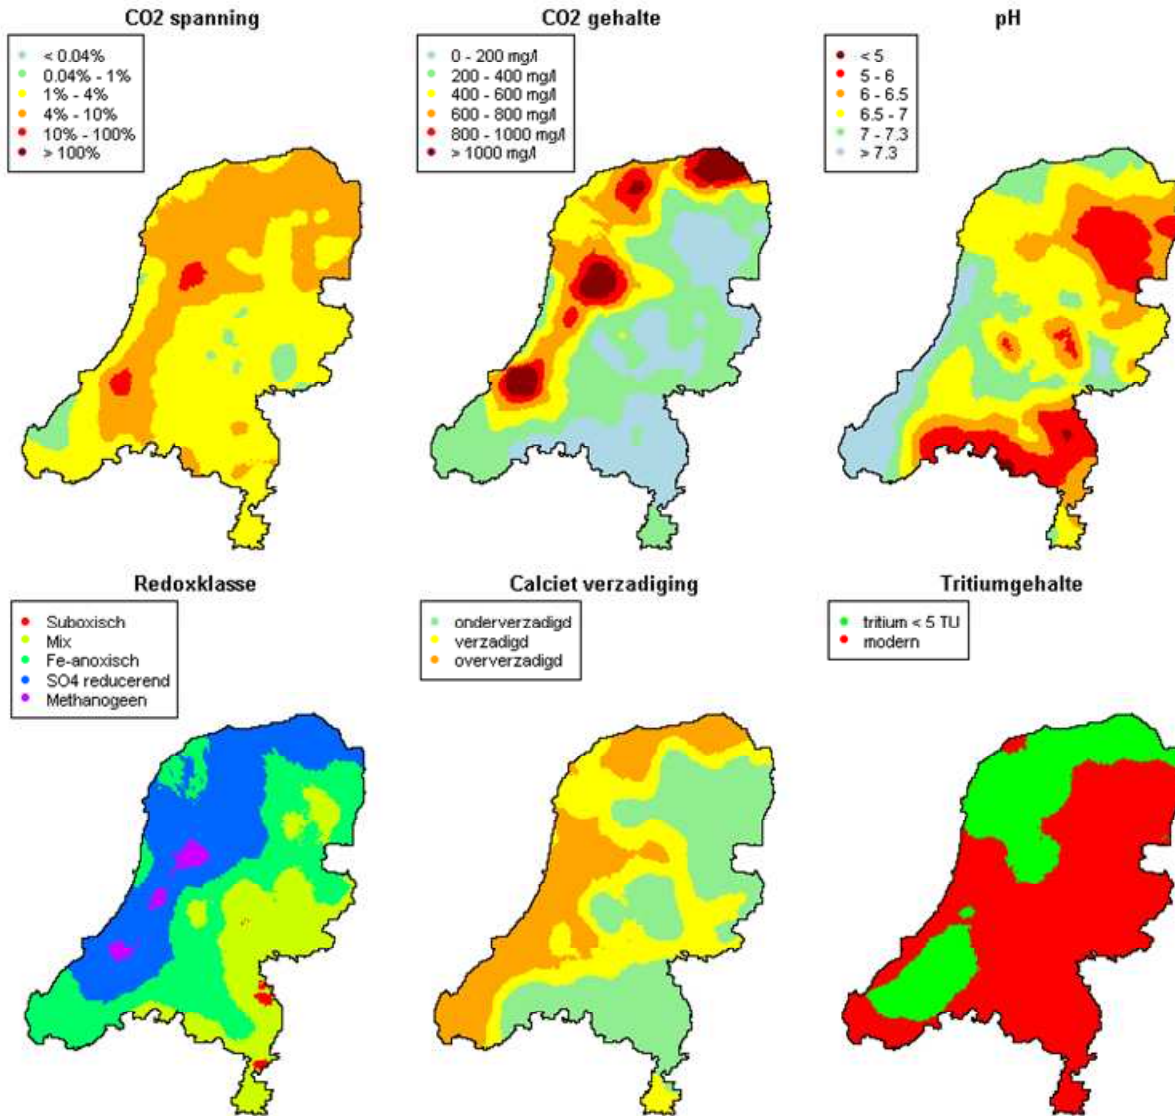 CO2 spanning
< 0.04%
0.04% - 1%
1% - 4%
4% - 10%
10% - 100%
> 100%
CO2 gehalte
0 - 200 mg/l
200 - 400 mg/l
400 - 600 mg/l
600 - 800 mg/l
800 - 1000 mg/l
> 1000 mg/l
pH
< 5
5 - 6
6 - 6.5
6.5 - 7
7 - 7.3
> 7.3
Redoxklasse
Suboxisch
Mix
Fe-anoxisch
SO4 reducerend
Methanogeen
Calciet verzadiging
onderverzadigd
verzadigd
oververzadigd
Tritiumgehalte
tritium < 5 TU
modern